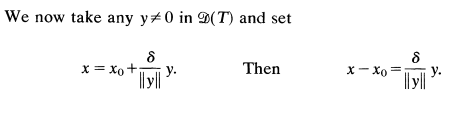 We now take any y≠0 in 𝒟(T) and set
x = x₀ + δ/‖y‖ y. Then x − x₀ = δ/‖y‖ y.